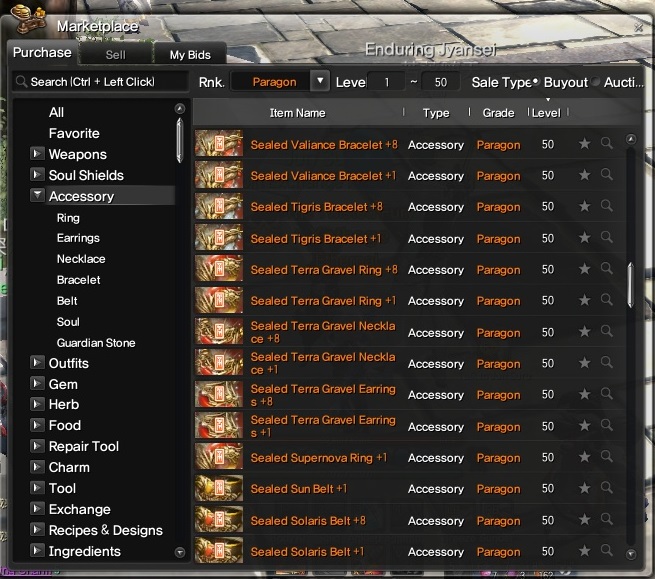 Marketplace
Enduring Jyansei
Purchase
Sell
My Bids
Search (Ctrl + Left Click)
Rnk.
Paragon
Leve
1
~
50
Sale Type
Buyout
Aucti...
All
Favorite
Weapons
Soul Shields
Accessory
Ring
Earrings
Necklace
Bracelet
Belt
Soul
Guardian Stone
Outfits
Gem
Herb
Food
Repair Tool
Charm
Tool
Exchange
Recipes & Designs
Ingredients
Item Name
Type
Grade
Level
Sealed Valiance Bracelet +8 Accessory Paragon 50
Sealed Valiance Bracelet +1 Accessory Paragon 50
Sealed Tigris Bracelet +8 Accessory Paragon 50
Sealed Tigris Bracelet +1 Accessory Paragon 50
Sealed Terra Gravel Ring +8 Accessory Paragon 50
Sealed Terra Gravel Ring +1 Accessory Paragon 50
Sealed Terra Gravel Neckla
ce +8 Accessory Paragon 50
Sealed Terra Gravel Neckla
ce +1 Accessory Paragon 50
Sealed Terra Gravel Earring
s +8 Accessory Paragon 50
Sealed Terra Gravel Earring
s +1 Accessory Paragon 50
Sealed Supernova Ring +1 Accessory Paragon 50
Sealed Sun Belt +1 Accessory Paragon 50
Sealed Solaris Belt +8 Accessory Paragon 50
Sealed Solaris Belt +1 Accessory Paragon 50